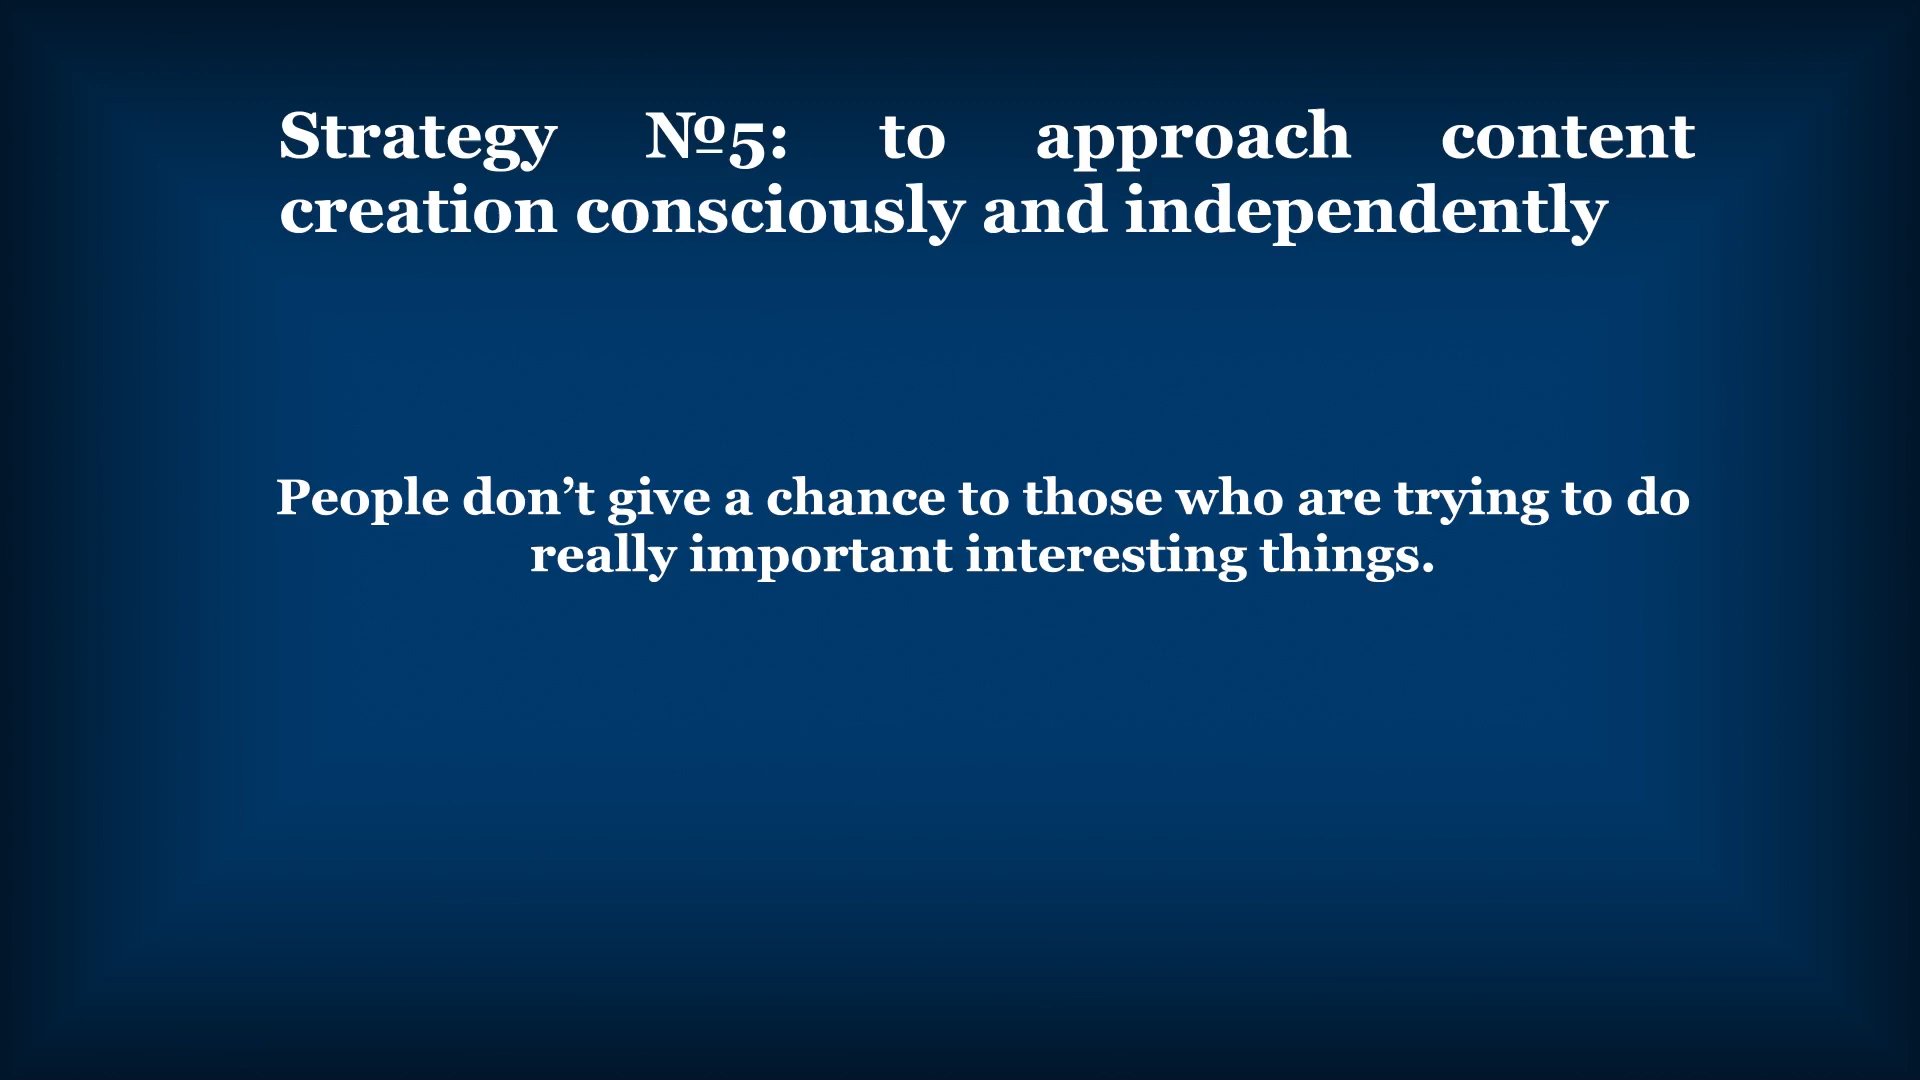 Strategy №5: to approach content
creation consciously and independently
People don’t give a chance to those who are trying to do
really important interesting things.